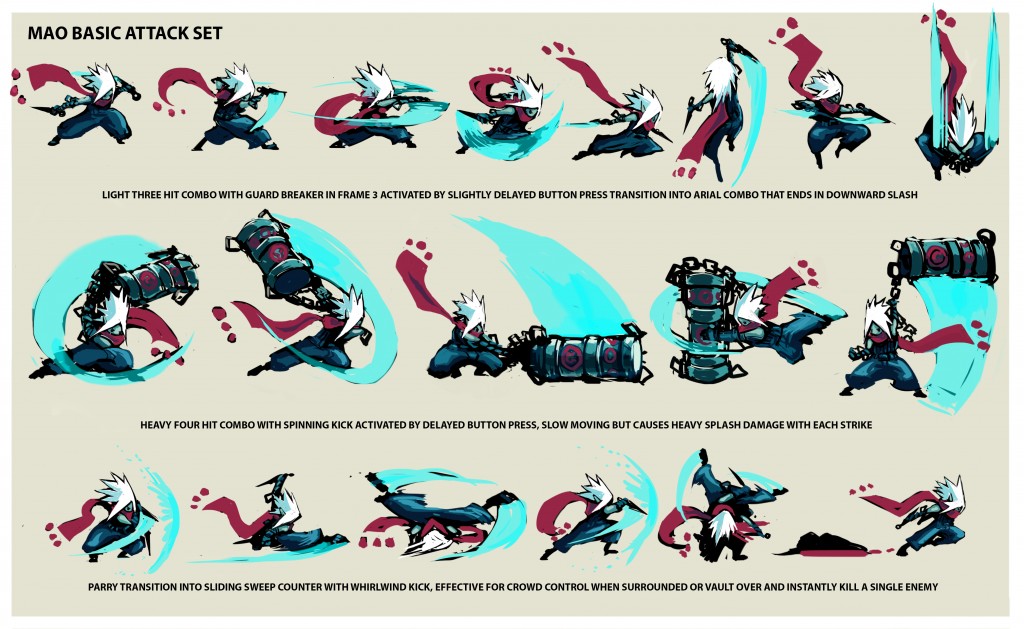 MAO BASIC ATTACK SET
LIGHT THREE HIT COMBO WITH GUARD BREAKER IN FRAME 3 ACTIVATED BY SLIGHTLY DELAYED BUTTON PRESS TRANSITION INTO ARIAL COMBO THAT ENDS IN DOWNWARD SLASH
HEAVY FOUR HIT COMBO WITH SPINNING KICK ACTIVATED BY DELAYED BUTTON PRESS, SLOW MOVING BUT CAUSES HEAVY SPLASH DAMAGE WITH EACH STRIKE
PARRY TRANSITION INTO SLIDING SWEEP COUNTER WITH WHIRLWIND KICK, EFFECTIVE FOR CROWD CONTROL WHEN SURROUNDED OR VAULT OVER AND INSTANTLY KILL A SINGLE ENEMY